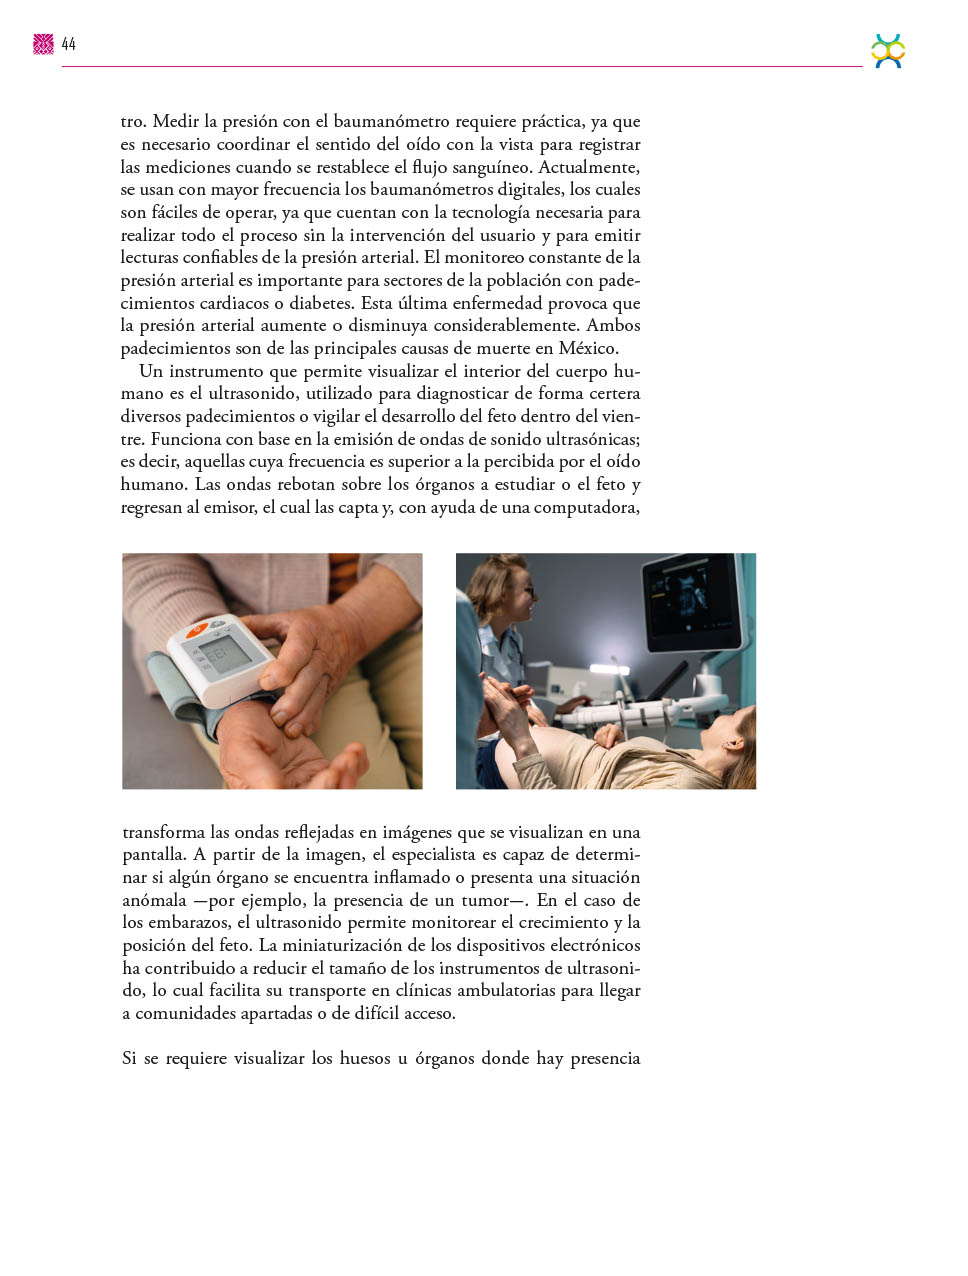 44
tro. Medir la presión con el baumanómetro requiere práctica, ya que
es necesario coordinar el sentido del oído con la vista para registrar
las mediciones cuando se restablece el flujo sanguíneo. Actualmente,
se usan con mayor frecuencia los baumanómetros digitales, los cuales
son fáciles de operar, ya que cuentan con la tecnología necesaria para
realizar todo el proceso sin la intervención del usuario y para emitir
lecturas confiables de la presión arterial. El monitoreo constante de la
presión arterial es importante para sectores de la población con pade-
cimientos cardiacos o diabetes. Esta última enfermedad provoca que
la presión arterial aumente o disminuya considerablemente. Ambos
padecimientos son de las principales causas de muerte en México.
Un instrumento que permite visualizar el interior del cuerpo hu-
mano es el ultrasonido, utilizado para diagnosticar de forma certera
diversos padecimientos o vigilar el desarrollo del feto dentro del vien-
tre. Funciona con base en la emisión de ondas de sonido ultrasónicas;
es decir, aquellas cuya frecuencia es superior a la percibida por el oído
humano. Las ondas rebotan sobre los órganos a estudiar o el feto y
regresan al emisor, el cual las capta y, con ayuda de una computadora,
transforma las ondas reflejadas en imágenes que se visualizan en una
pantalla. A partir de la imagen, el especialista es capaz de determi-
nar si algún órgano se encuentra inflamado o presenta una situación
anómala —por ejemplo, la presencia de un tumor—. En el caso de
los embarazos, el ultrasonido permite monitorear el crecimiento y la
posición del feto. La miniaturización de los dispositivos electrónicos
ha contribuido a reducir el tamaño de los instrumentos de ultrasoni-
do, lo cual facilita su transporte en clínicas ambulatorias para llegar
a comunidades apartadas o de difícil acceso.
Si se requiere visualizar los huesos u órganos donde hay presencia